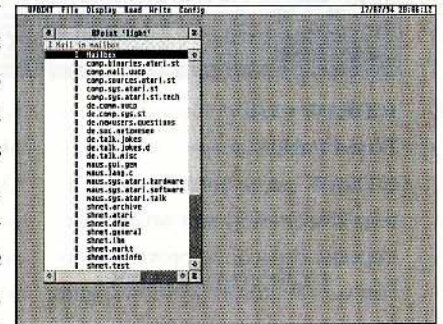 UPOINT File Display Read Write Config 17/07/94 20:06:12
UPoint 'light'
1 Mail in mailbox
Mailbox
comp.binaries.atari.st
comp.mail.uucp
comp.sources.atari.st
comp.sys.atari.st
comp.sys.atari.st.tech
de.comm.uucp
de.comp.sys.st
de.newusers.questions
de.soc.netzwesen
de.talk.jokes
de.talk.jokes.d
de.talk.misc
maus.gui.gem
maus.lang.c
maus.sys.atari.hardware
maus.sys.atari.software
maus.sys.atari.talk
shnet.archive
shnet.atari
shnet.general
shnet.ibm
shnet.markt
shnet.netinfo
shnet.test